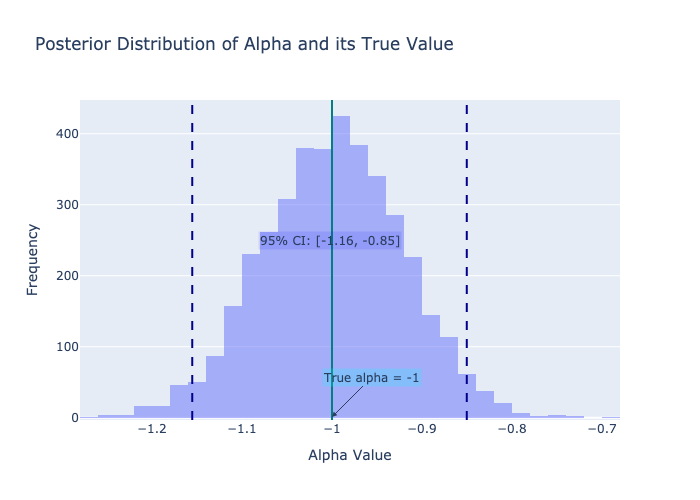 Posterior Distribution of Alpha and its True Value
400
300
200
100
0
Frequency
95% CI: [-1.16, -0.85]
True alpha = -1
−1.2
−1.1
−1
−0.9
−0.8
−0.7
Alpha Value